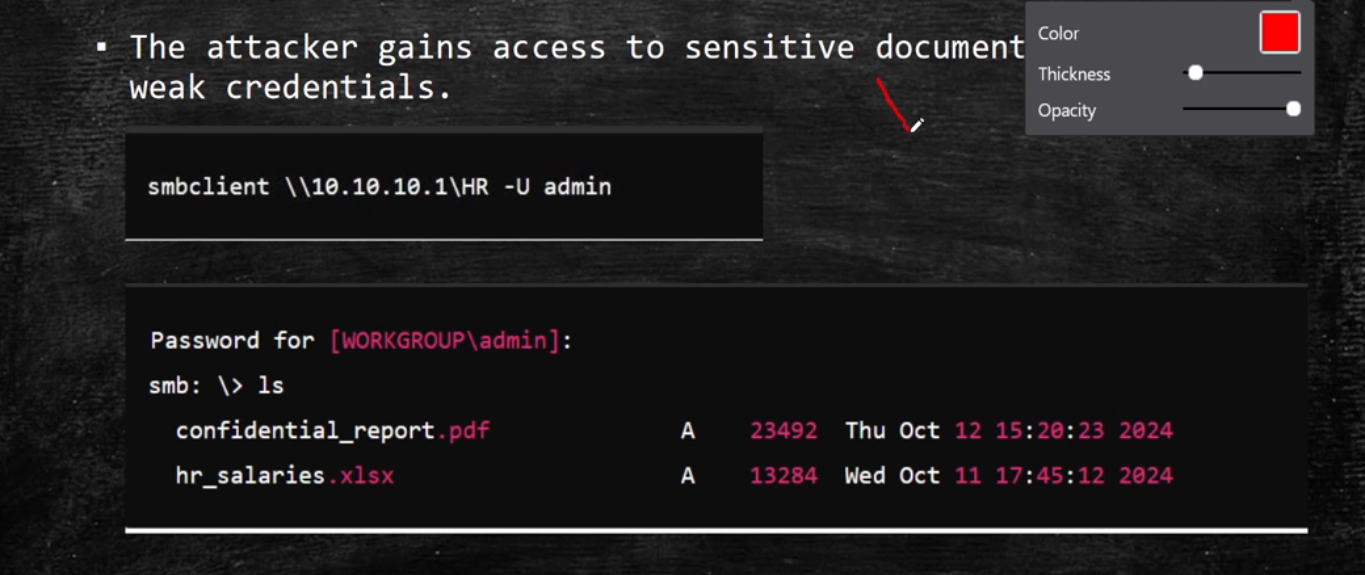 ▪ The attacker gains access to sensitive document
weak credentials.
Color
Thickness
Opacity
smbclient \\10.10.10.1\HR -U admin
Password for [WORKGROUP\admin]:
smb: \> ls
confidential_report.pdf A 23492 Thu Oct 12 15:20:23 2024
hr_salaries.xlsx A 13284 Wed Oct 11 17:45:12 2024